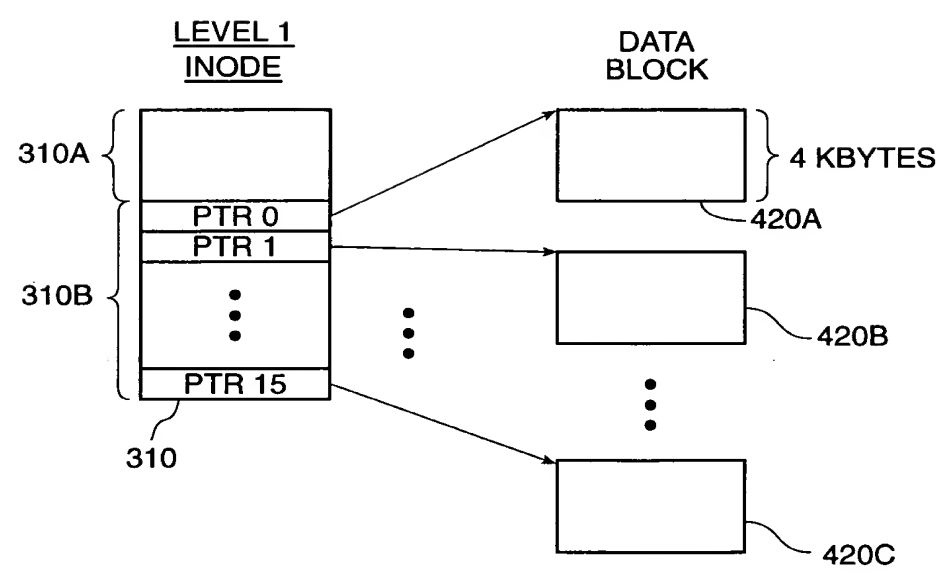 LEVEL 1
INODE
DATA
BLOCK
310A
4 KBYTES
PTR 0
420A
PTR 1
310B
420B
PTR 15
310
420C